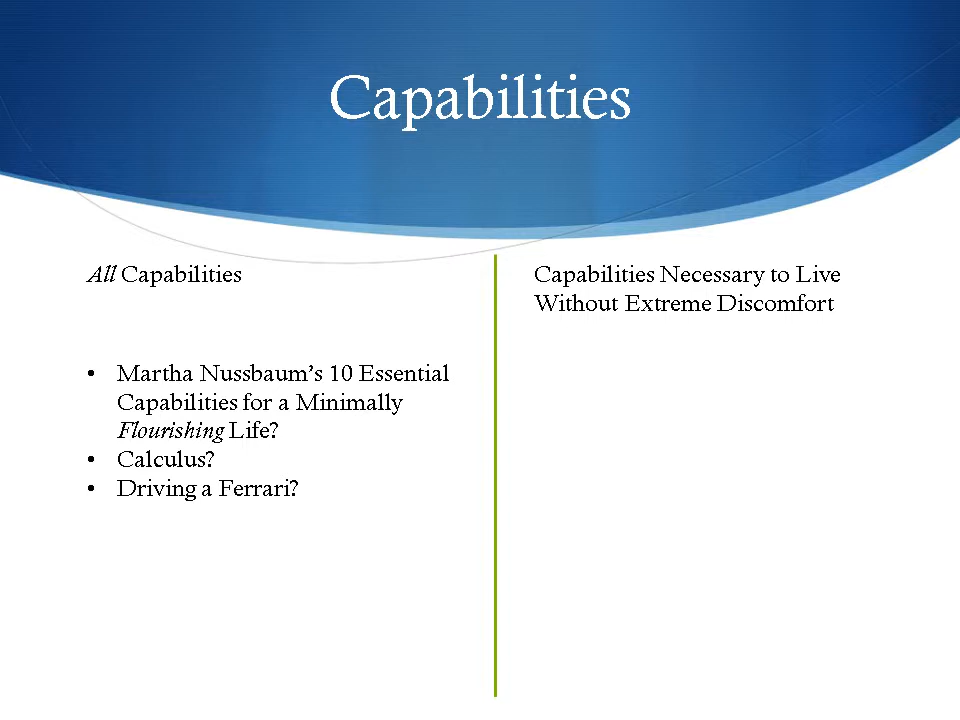 Capabilities
All Capabilities
• Martha Nussbaum’s 10 Essential
Capabilities for a Minimally
Flourishing Life?
• Calculus?
• Driving a Ferrari?
Capabilities Necessary to Live
Without Extreme Discomfort